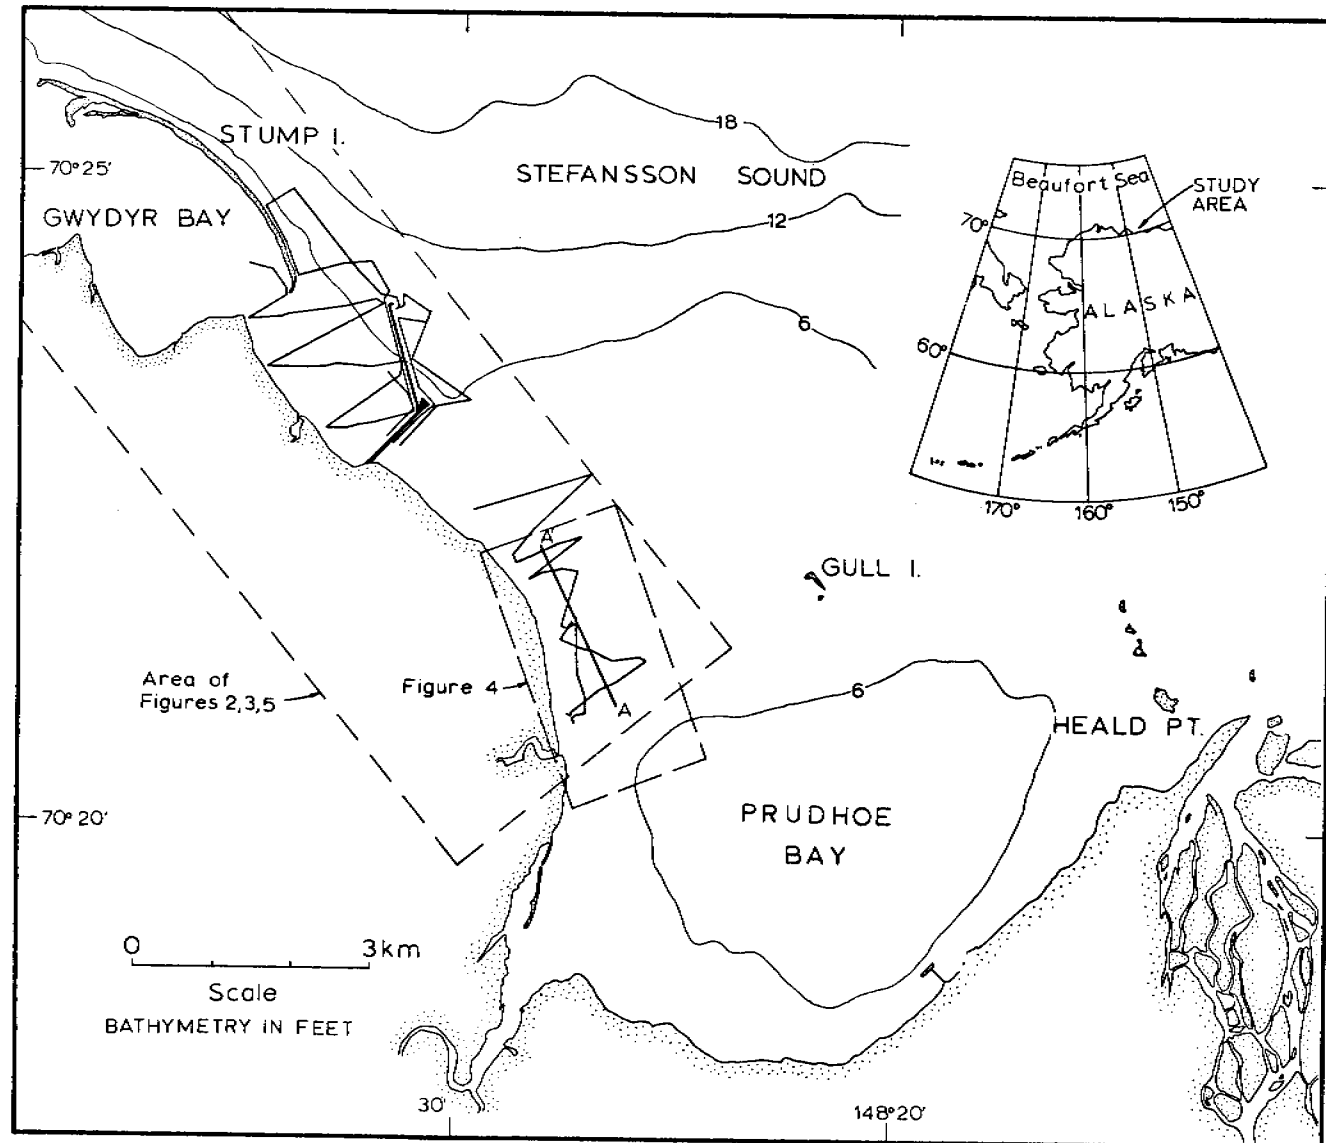 18
STUMP I.
70°25'
STEFANSSON SOUND
GWYDYR BAY
12
6
Beaufort Sea
STUDY
AREA
70°
ALASKA
60°
170°
160°
150°
A'
GULL I.
Area of
Figures 2,3,5
Figure 4
A
6
HEALD PT.
70°20'
PRUDHOE
BAY
0
3km
Scale
BATHYMETRY IN FEET
30'
148°20'